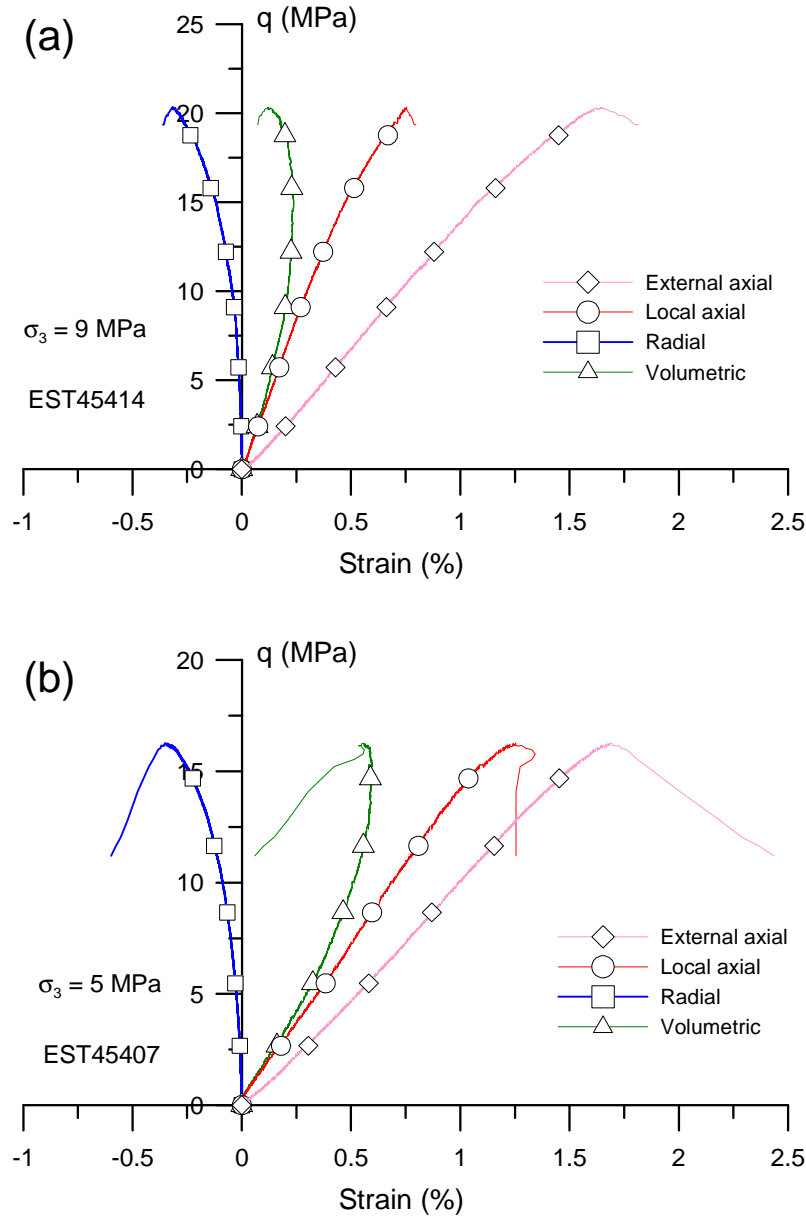 (a)
q (MPa)
25
20
15
10
5
0
σ3 = 9 MPa
EST45414
External axial
Local axial
Radial
Volumetric
-1 -0.5 0 0.5 1 1.5 2 2.5
Strain (%)
(b)
q (MPa)
20
15
10
5
0
σ3 = 5 MPa
EST45407
External axial
Local axial
Radial
Volumetric
-1 -0.5 0 0.5 1 1.5 2 2.5
Strain (%)